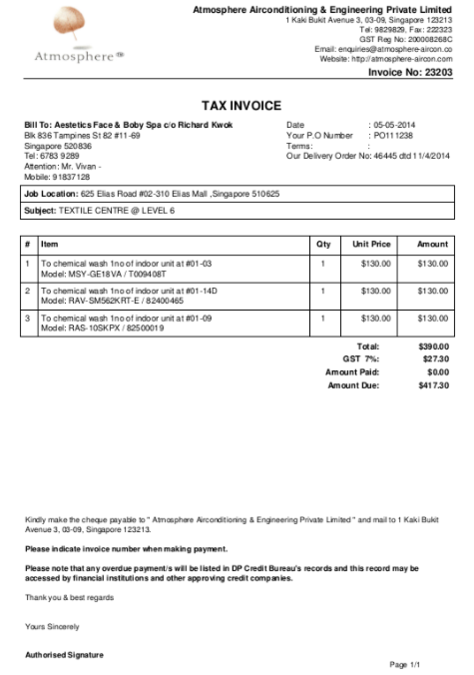 Atmosphere Airconditioning & Engineering Private Limited
1 Kaki Bukit Avenue 3, 03-09, Singapore 123213
Tel: 9829829, Fax: 222323
GST Reg No: 200008268C
Email: enquiries@atmosphere-aircon.co
Website: http://atmosphere-aircon.com
Atmosphere
Invoice No: 23203
TAX INVOICE
Bill To: Aestetics Face & Boby Spa c/o Richard Kwok
Blk 836 Tampines St 82 #11-69
Singapore 520836
Tel: 6783 9289
Attention: Mr. Vivan -
Mobile: 91837128
Date : 05-05-2014
Your P.O Number : PO111238
Terms: :
Our Delivery Order No: 46445 dtd 11/4/2014
Job Location: 625 Elias Road #02-310 Elias Mall ,Singapore 510625
Subject: TEXTILE CENTRE @ LEVEL 6
# Item Qty Unit Price Amount
1 To chemical wash 1no of indoor unit at #01-03 1 $130.00 $130.00
Model: MSY-GE18VA / T009408T
2 To chemical wash 1no of indoor unit at #01-14D 1 $130.00 $130.00
Model: RAV-SM562KRT-E / 82400465
3 To chemical wash 1no of indoor unit at #01-09 1 $130.00 $130.00
Model: RAS-10SKPX / 82500019
Total: $390.00
GST 7%: $27.30
Amount Paid: $0.00
Amount Due: $417.30
Kindly make the cheque payable to " Atmosphere Airconditioning & Engineering Private Limited " and mail to 1 Kaki Bukit
Avenue 3, 03-09, Singapore 123213.
Please indicate invoice number when making payment.
Please note that any overdue payment/s will be listed in DP Credit Bureau's records and this record may be
accessed by financial institutions and other approving credit companies.
Thank you & best regards
Yours Sincerely
Authorised Signature
Page 1/1